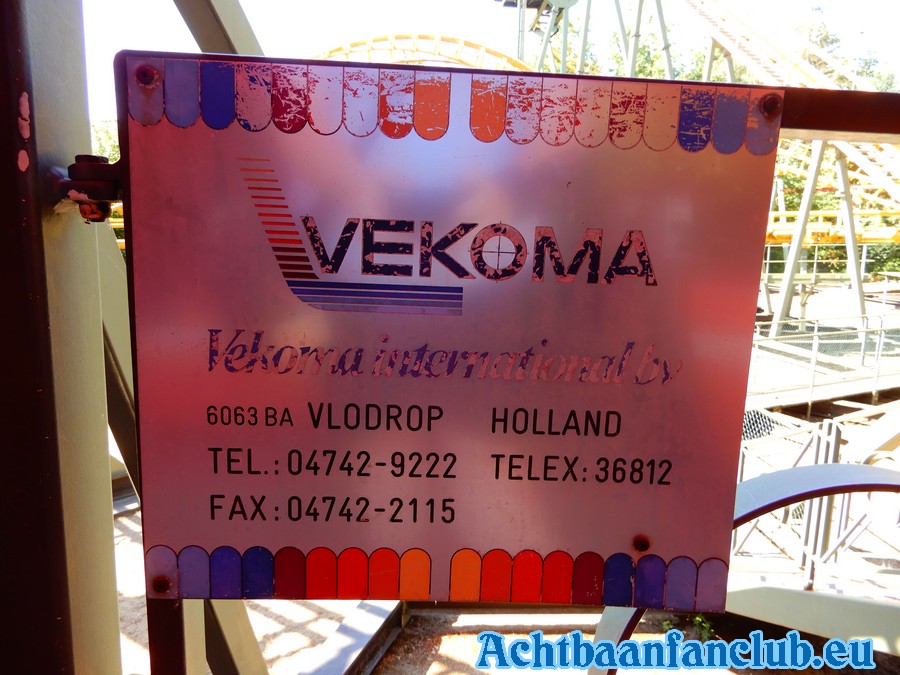 VEKOMA
Vekoma international bv
6063 BA VLODROP HOLLAND
TEL.: 04742-9222 TELEX: 36812
FAX: 04742-2115
Achtbaanfanclub.eu